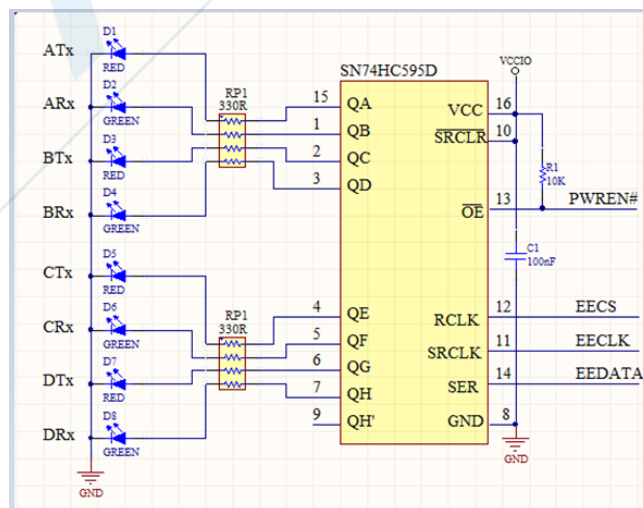 ATx
D1
RED
ARx
D2
GREEN
BTx
D3
RED
BRx
D4
GREEN
CTx
D5
RED
CRx
D6
GREEN
DTx
D7
RED
DRx
D8
GREEN
GND
RP1
330R
RP1
330R
SN74HC595D
15 QA
1 QB
2 QC
3 QD
4 QE
5 QF
6 QG
7 QH
9 QH'
VCC 16
SRCLR 10
OE 13
RCLK 12
SRCLK 11
SER 14
GND 8
VCCIO
R1
10K
PWREN#
C1
100nF
EECS
EECLK
EEDATA
GND